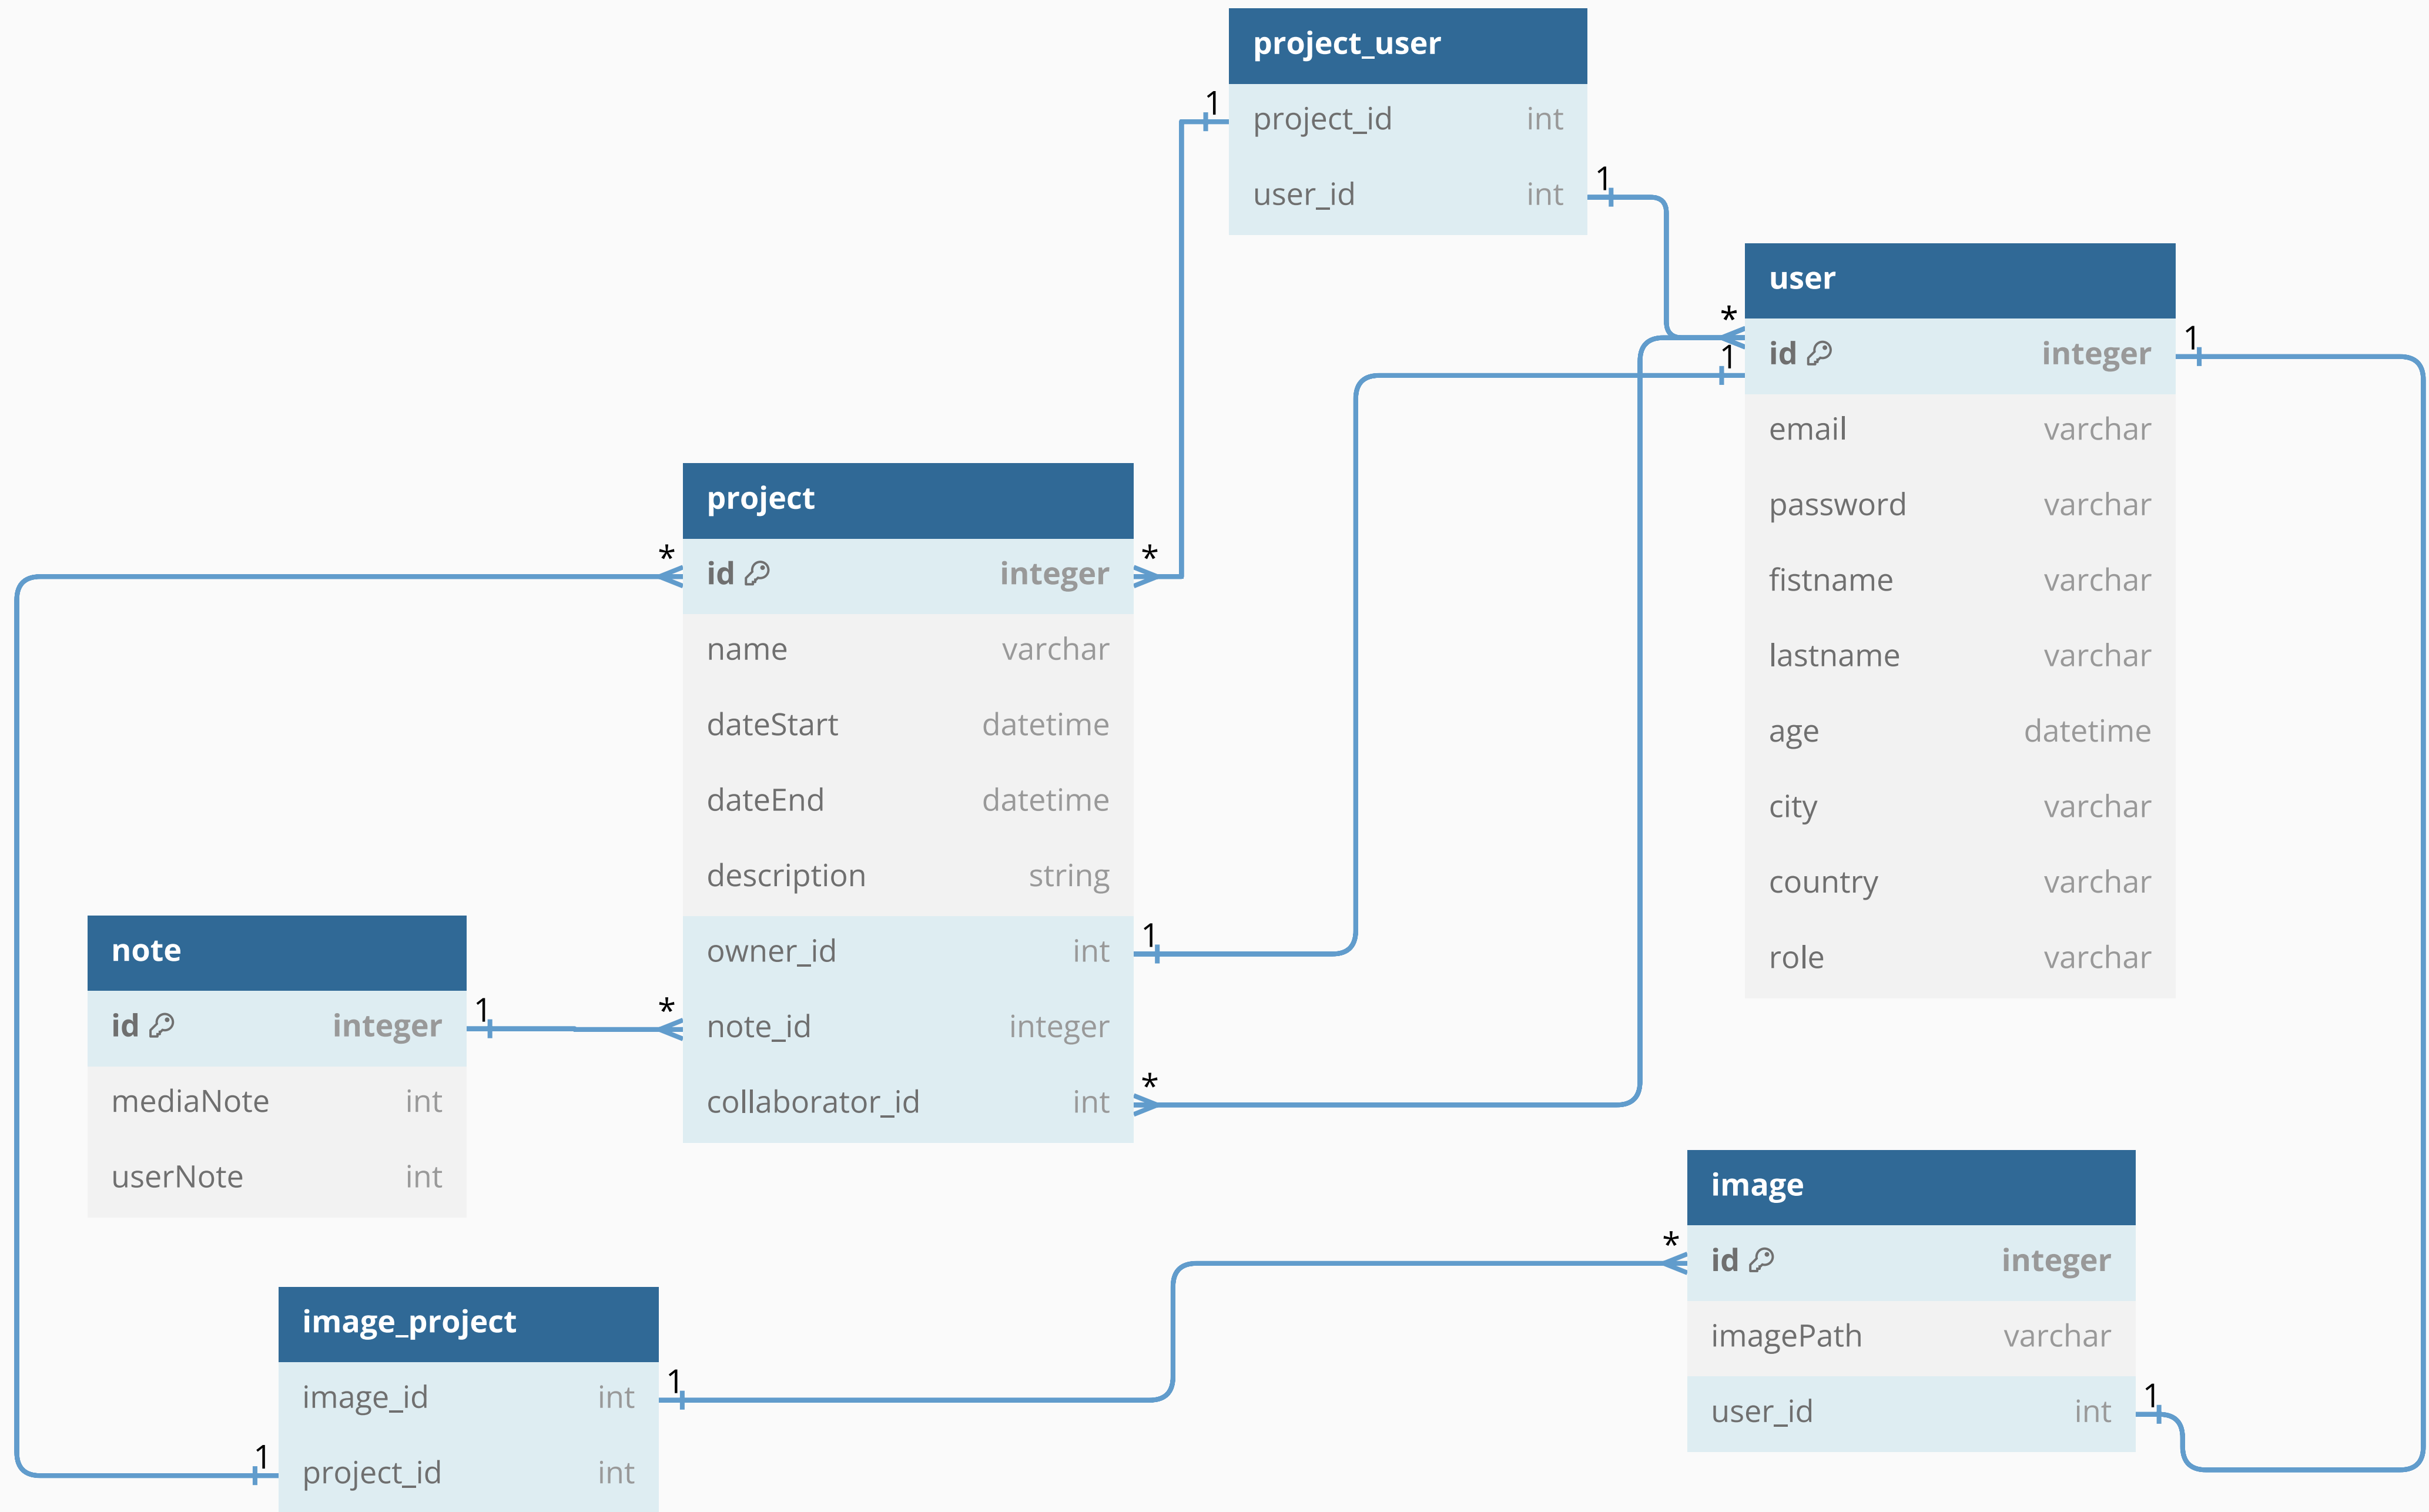 project_user
1
project_id int
1
user_id int
user
*
1
id integer
1
email varchar
password varchar
fistname varchar
lastname varchar
age datetime
city varchar
country varchar
role varchar
project
*
id integer
*
name varchar
dateStart datetime
dateEnd datetime
description string
owner_id int
1
*
note_id integer
collaborator_id int
*
note
id integer
1
mediaNote int
userNote int
image
*
id integer
imagePath varchar
user_id int
1
image_project
image_id int
1
1
project_id int